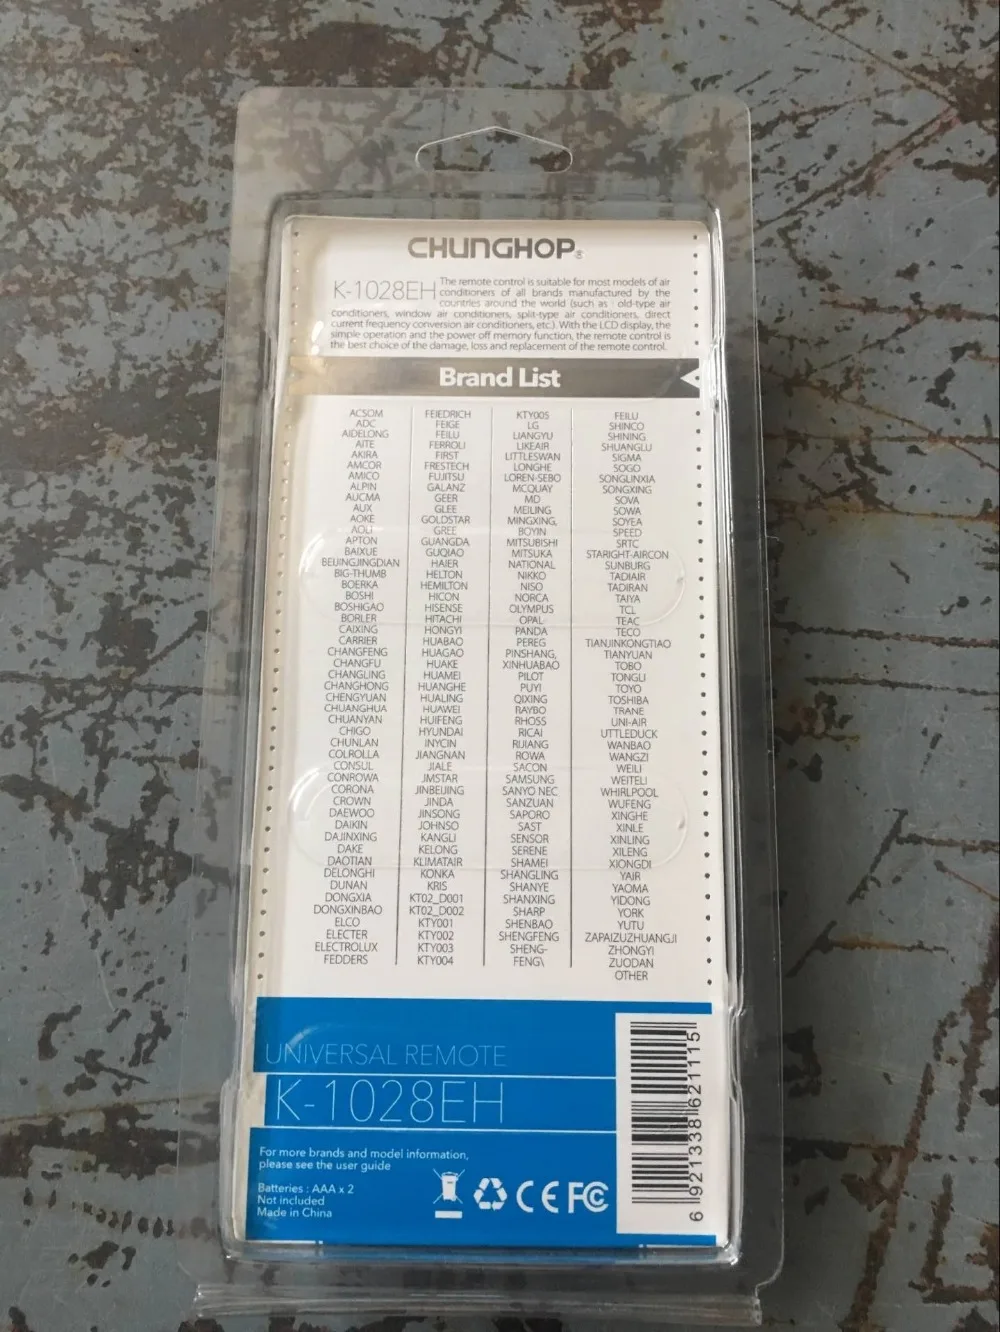 CHUNGHOP®
K-1028EH The remote control is suitable for most models of air
conditioners of all brands manufactured by the
countries around the world (such as : old-type air
conditioners, window air conditioners, split-type air conditioners, direct
current frequency conversion air conditioners, etc.). With the LCD display, the
simple operation and the power off memory function, the remote control is
the best choice of the damage, loss and replacement of the remote control.
Brand List
ACSOM
ADC
AIDELONG
AITE
AKIRA
AMCOR
AMICO
ALPIN
AUCMA
AUX
AOKE
AOLI
APTON
BAIXUE
BEIJINGJINGDIAN
BIG-THUMB
BOERKA
BOSHI
BOSHIGAO
BORLER
CAIXING
CARRIER
CHANGFENG
CHANGFU
CHANGLING
CHANGHONG
CHENGYUAN
CHUANGHUA
CHUANYAN
CHIGO
CHUNLAN
COLROLLA
CONSUL
CONROWA
CORONA
CROWN
DAEWOO
DAIKIN
DAJINXING
DAKE
DAOTIAN
DELONGHI
DUNAN
DONGXIA
DONGXINBAO
ELCO
ELECTER
ELECTROLUX
FEDDERS
FEIEDRICH
FEIGE
FEILU
FERROLI
FIRST
FRESTECH
FUJITSU
GALANZ
GEER
GLEE
GOLDSTAR
GREE
GUANGDA
GUQIAO
HAIER
HELTON
HEMILTON
HICON
HISENSE
HITACHI
HONGYI
HUABAO
HUAGAO
HUAKE
HUAMEI
HUANGHE
HUALING
HUAWEI
HUIFENG
HYUNDAI
INYCIN
JIANGNAN
JIALE
JMSTAR
JINBEIJING
JINDA
JINSONG
JOHNSO
KANGLI
KELONG
KLIMATAIR
KONKA
KRIS
KT02_D001
KT02_D002
KTY001
KTY002
KTY003
KTY004
KTY005
LG
LIANGYU
LIKEAIR
LITTLESWAN
LONGHE
LOREN-SEBO
MCQUAY
MD
MEILING
MINGXING,
BOYIN
MITSUBISHI
MITSUKA
NATIONAL
NIKKO
NISO
NORCA
OLYMPUS
OPAL
PANDA
PEREG
PINSHANG,
XINHUABAO
PILOT
PUYI
QIXING
RAYBO
RHOSS
RICAI
RIJIANG
ROWA
SACON
SAMSUNG
SANYO NEC
SANZUAN
SAPORO
SAST
SENSOR
SERENE
SHAMEI
SHANGLING
SHANYE
SHANXING
SHARP
SHENBAO
SHENGFENG
SHENG-
FENG\
FEILU
SHINCO
SHINING
SHUANGLU
SIGMA
SOGO
SONGLINXIA
SONGXING
SOVA
SOWA
SOYEA
SPEED
SRTC
STARIGHT-AIRCON
SUNBURG
TADIAIR
TADIRAN
TAIYA
TCL
TEAC
TECO
TIANJINKONGTIAO
TIANYUAN
TOBO
TONGLI
TOYO
TOSHIBA
TRANE
UNI-AIR
UTTLEDUCK
WANBAO
WANGZI
WEILI
WEITELI
WHIRLPOOL
WUFENG
XINGHE
XINLE
XINLING
XILENG
XIONGDI
YAIR
YAOMA
YIDONG
YORK
YUTU
ZAPAIZUZHUANGJI
ZHONGYI
ZUODAN
OTHER
UNIVERSAL REMOTE
K-1028EH
For more brands and model information,
please see the user guide
Batteries : AAA x 2
Not included
Made in China
CE FC
6 921338 621115